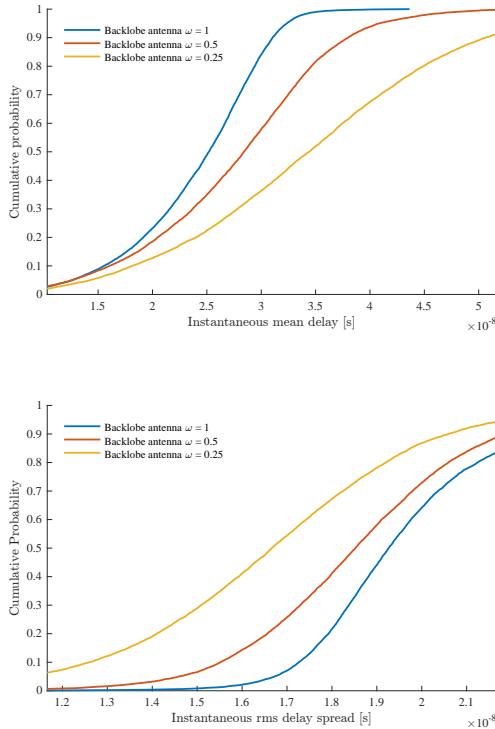 1
0.9
0.8
0.7
0.6
0.5
0.4
0.3
0.2
0.1
0
Cumulative probability
Backlobe antenna ω = 1
Backlobe antenna ω = 0.5
Backlobe antenna ω = 0.25
1.5 2 2.5 3 3.5 4 4.5 5
Instantaneous mean delay [s]
×10-8
1
0.9
0.8
0.7
0.6
0.5
0.4
0.3
0.2
0.1
0
Cumulative Probability
Backlobe antenna ω = 1
Backlobe antenna ω = 0.5
Backlobe antenna ω = 0.25
1.2 1.3 1.4 1.5 1.6 1.7 1.8 1.9 2 2.1
Instantaneous rms delay spread [s]
×10-8